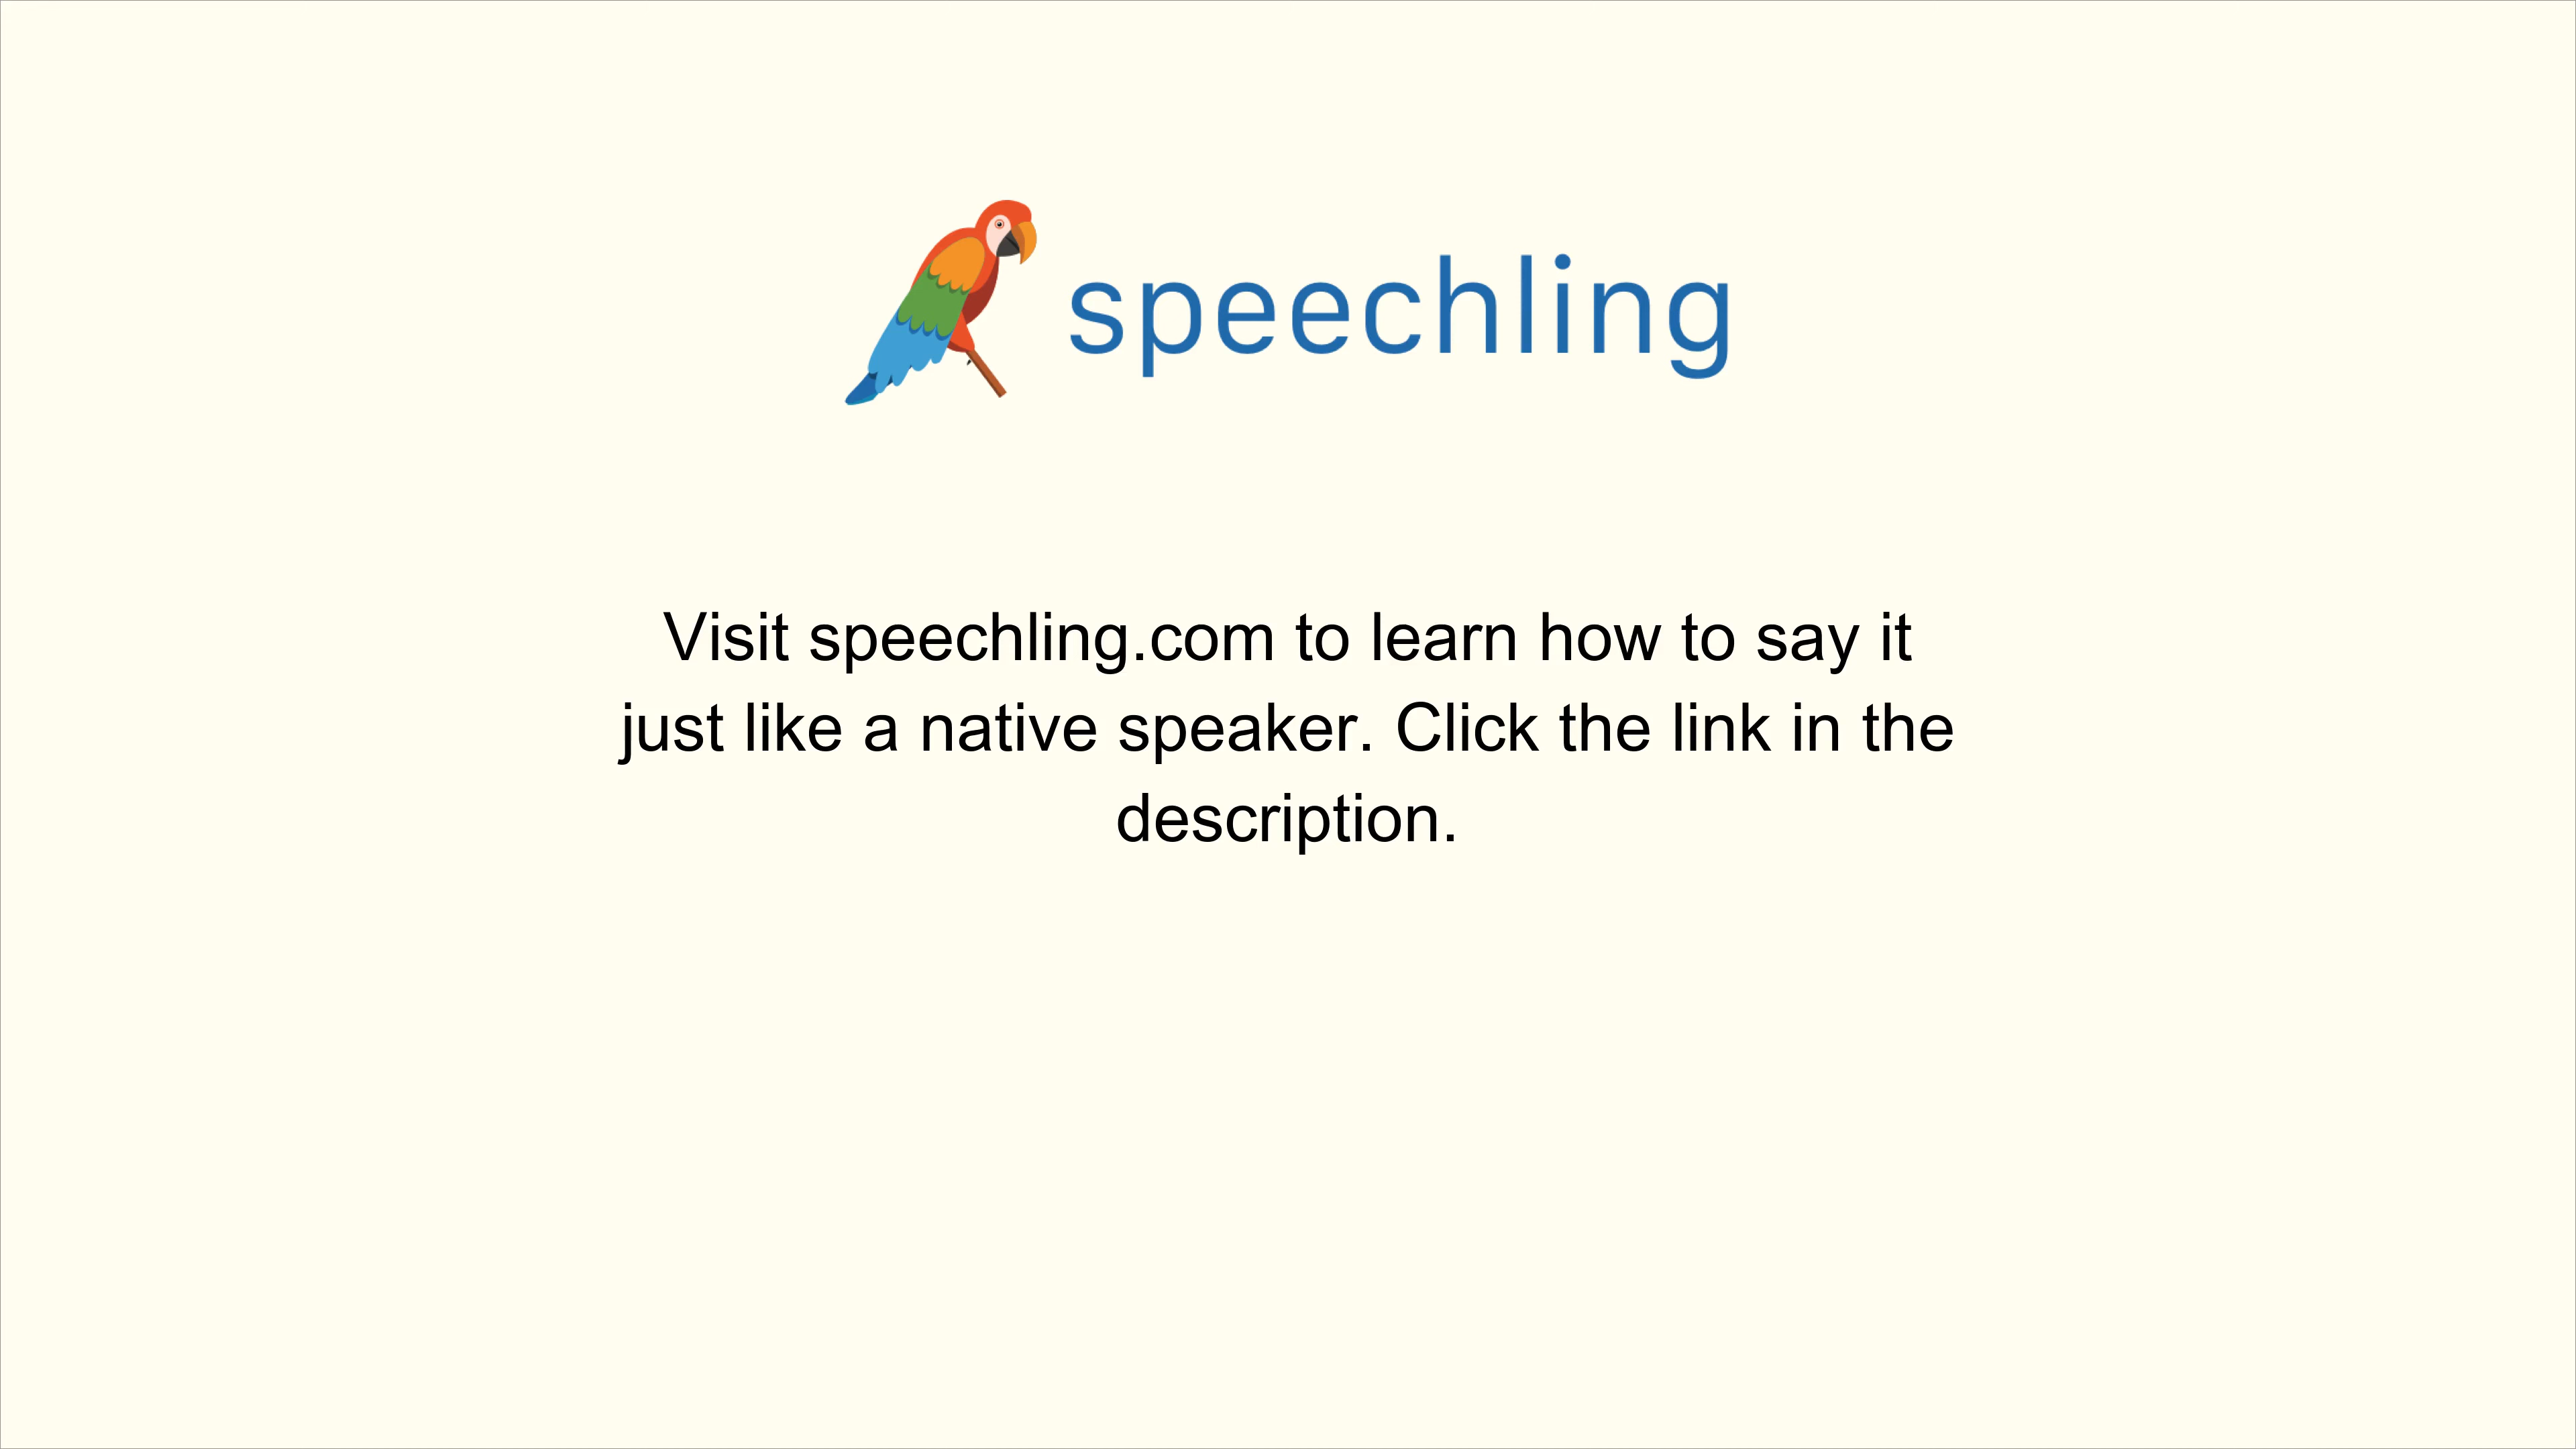 speechling
Visit speechling.com to learn how to say it
just like a native speaker. Click the link in the
description.